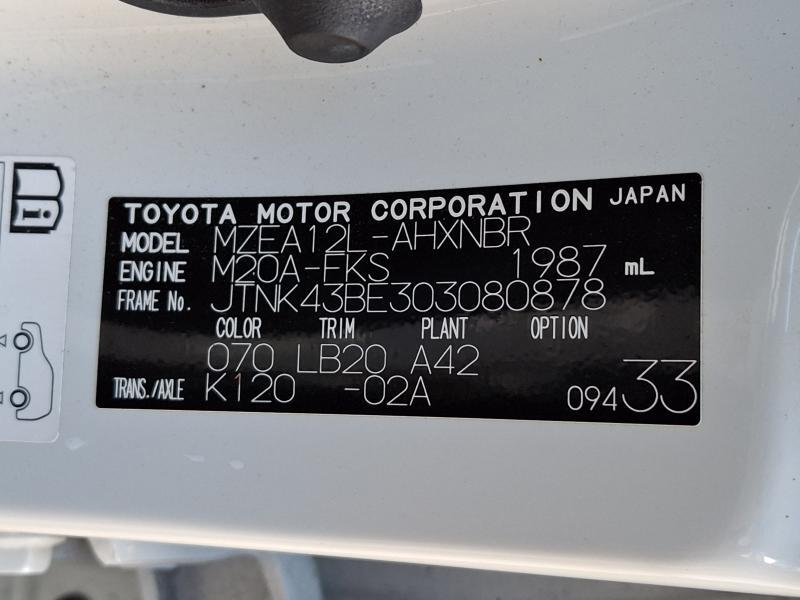 TOYOTA MOTOR CORPORATION JAPAN
MODEL MZEA12L-AHXNBR
ENGINE M20A-FKS 1987 mL
FRAME No. JTNK43BE303080878
COLOR TRIM PLANT OPTION
070 LB20 A42
TRANS./AXLE K120 -02A 09433